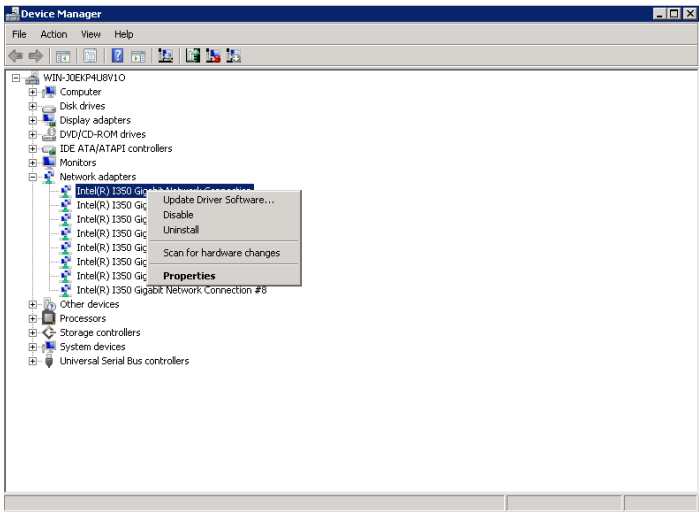 Device Manager
File Action View Help
WIN-J0EKP4U8V1O
Computer
Disk drives
Display adapters
DVD/CD-ROM drives
IDE ATA/ATAPI controllers
Monitors
Network adapters
Intel(R) I350 Gigabit Network Connection
Intel(R) I350 Gig
Intel(R) I350 Gig
Intel(R) I350 Gig
Intel(R) I350 Gig
Intel(R) I350 Gig
Intel(R) I350 Gig
Intel(R) I350 Gigabit Network Connection #8
Update Driver Software...
Disable
Uninstall
Scan for hardware changes
Properties
Other devices
Processors
Storage controllers
System devices
Universal Serial Bus controllers